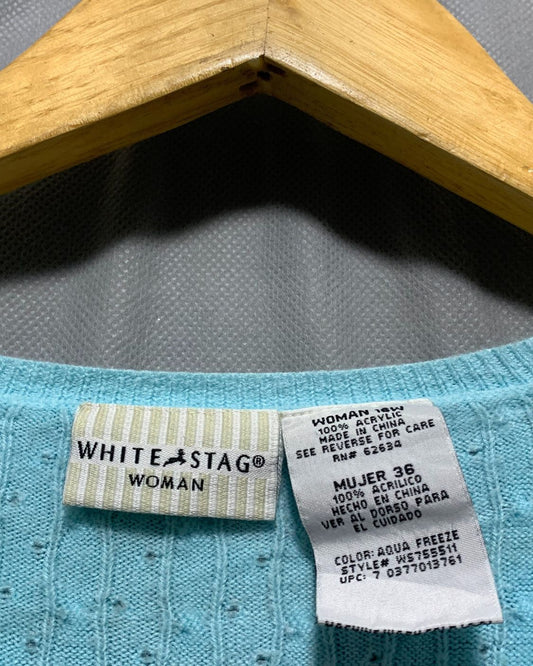 WHITE STAG®
WOMAN
WOMAN
100% ACRYLIC
MADE IN CHINA
SEE REVERSE FOR CARE
RN# 62634
MUJER 36
100% ACRILICO
HECHO EN CHINA
VER AL DORSO PARA
EL CUIDADO
COLOR: AQUA FREEZE
STYLE# WS755511
UPC: 7 0377013761